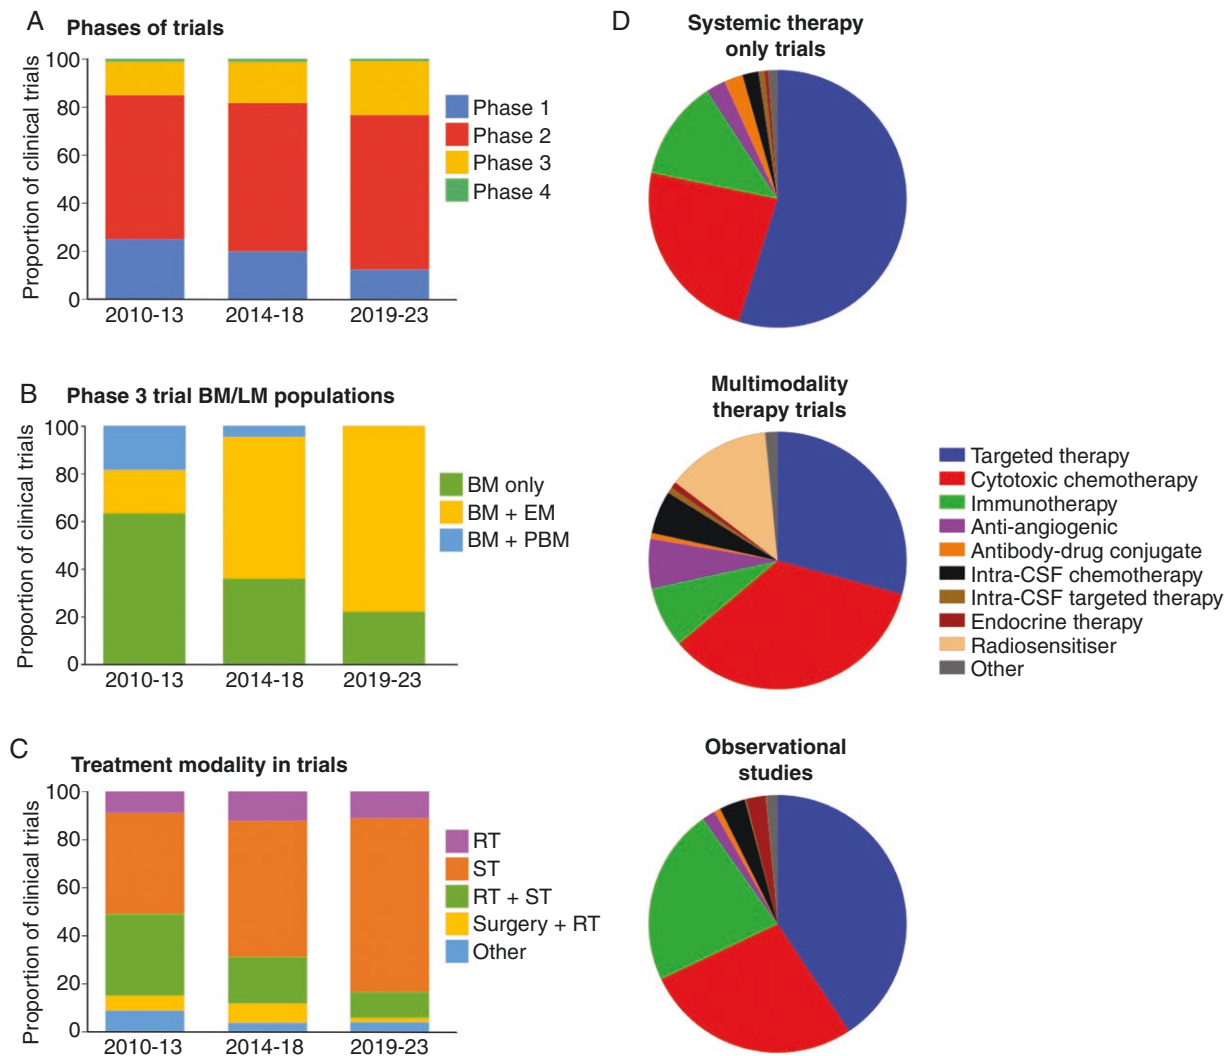 A Phases of trials
Proportion of clinical trials
100
80
60
40
20
0
2010-13 2014-18 2019-23
Phase 1
Phase 2
Phase 3
Phase 4
B Phase 3 trial BM/LM populations
Proportion of clinical trials
100
80
60
40
20
0
2010-13 2014-18 2019-23
BM only
BM + EM
BM + PBM
C Treatment modality in trials
Proportion of clinical trials
100
80
60
40
20
0
2010-13 2014-18 2019-23
RT
ST
RT + ST
Surgery + RT
Other
D Systemic therapy
only trials
Multimodality
therapy trials
Targeted therapy
Cytotoxic chemotherapy
Immunotherapy
Anti-angiogenic
Antibody-drug conjugate
Intra-CSF chemotherapy
Intra-CSF targeted therapy
Endocrine therapy
Radiosensitiser
Other
Observational
studies